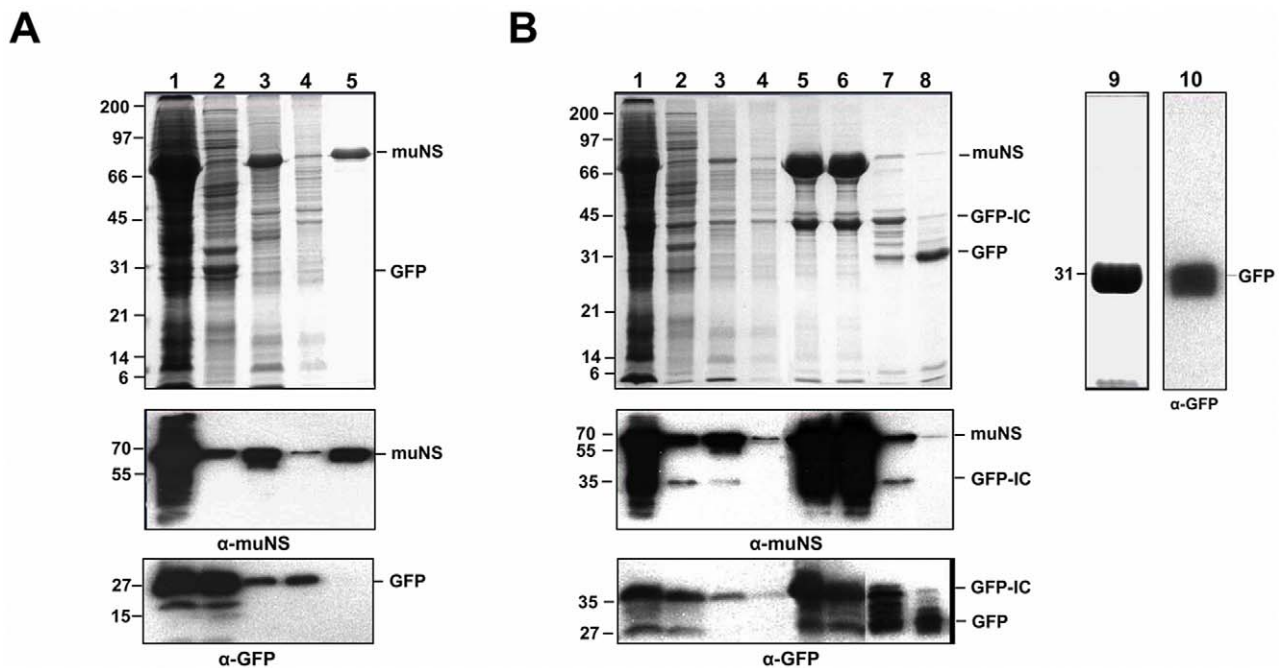 A
1 2 3 4 5
200
97
66
45
31
21
14
6
muNS
GFP
70
55
muNS
α-muNS
27
15
GFP
α-GFP
B
1 2 3 4 5 6 7 8
200
97
66
45
31
21
14
6
muNS
GFP-IC
GFP
70
55
35
muNS
GFP-IC
α-muNS
35
27
GFP-IC
GFP
α-GFP
9 10
31
GFP
α-GFP